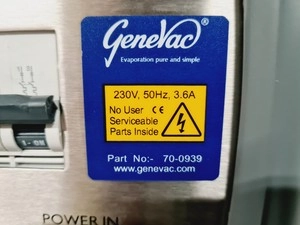 GeneVac®
Evaporation pure and simple
230V, 50Hz, 3.6A
No User CE
Serviceable
Parts Inside
Part No:- 70-0939
www.genevac.com
POWER IN